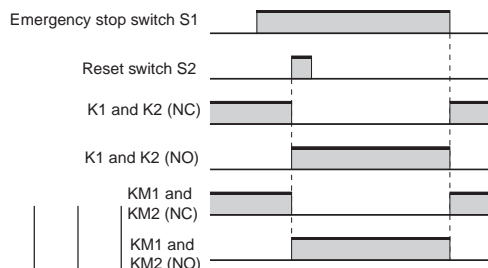 Emergency stop switch S1
Reset switch S2
K1 and K2 (NC)
K1 and K2 (NO)
KM1 and
KM2 (NC)
KM1 and
KM2 (NO)